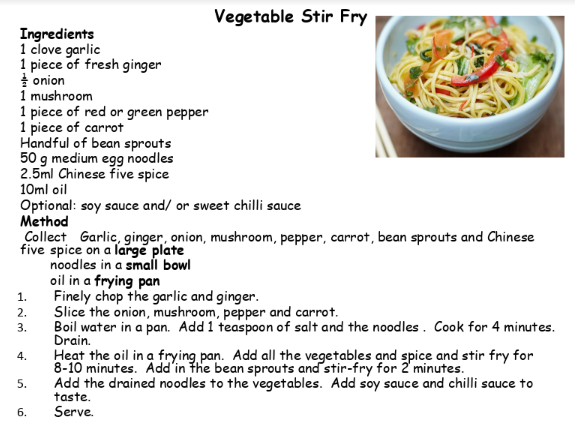 Vegetable Stir Fry
Ingredients
1 clove garlic
1 piece of fresh ginger
½ onion
1 mushroom
1 piece of red or green pepper
1 piece of carrot
Handful of bean sprouts
50 g medium egg noodles
2.5ml Chinese five spice
10ml oil
Optional: soy sauce and/ or sweet chilli sauce
Method
Collect Garlic, ginger, onion, mushroom, pepper, carrot, bean sprouts and Chinese
five spice on a large plate
noodles in a small bowl
oil in a frying pan
1. Finely chop the garlic and ginger.
2. Slice the onion, mushroom, pepper and carrot.
3. Boil water in a pan. Add 1 teaspoon of salt and the noodles . Cook for 4 minutes.
Drain.
4. Heat the oil in a frying pan. Add all the vegetables and spice and stir fry for
8-10 minutes. Add in the bean sprouts and stir-fry for 2 minutes.
5. Add the drained noodles to the vegetables. Add soy sauce and chilli sauce to
taste.
6. Serve.